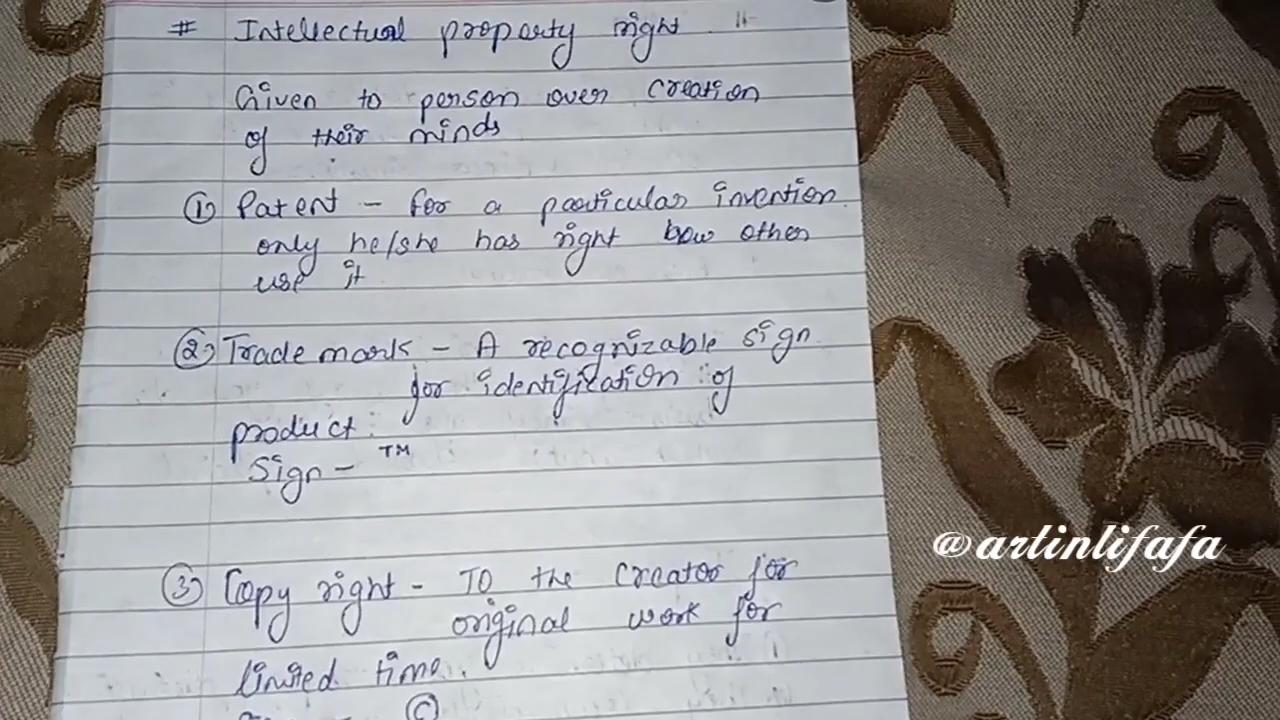 # Intellectual property right
Given to person over creation
of their minds
① Patent - for a particular invention
only he/she has right how other
use it
② Trade mark - A recognizable sign
for identification of
product.
Sign - TM
@artinlifafa
③ Copy right - To the creator for
original work for
limited time.
©